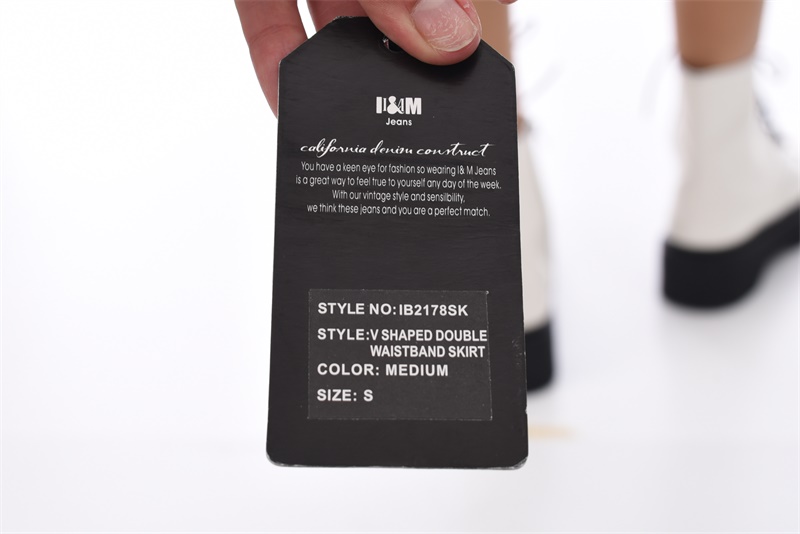 I&M
Jeans
california denim construct
You have a keen eye for fashion so wearing I& M Jeans
is a great way to feel true to yourself any day of the week.
With our vintage style and sensilbility,
we think these jeans and you are a perfect match.
STYLE NO: IB2178SK
STYLE:V SHAPED DOUBLE
WAISTBAND SKIRT
COLOR: MEDIUM
SIZE: S